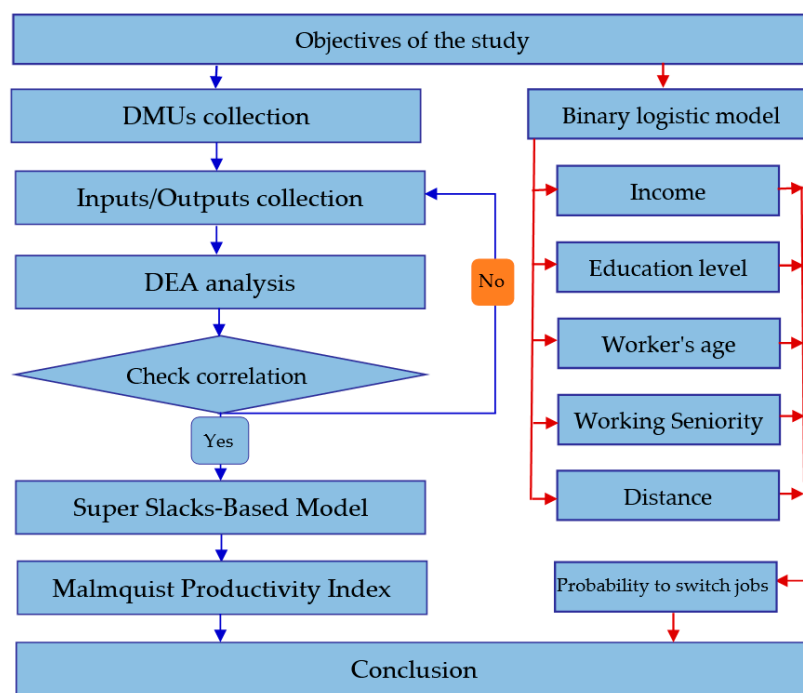 Objectives of the study
DMUs collection
Inputs/Outputs collection
DEA analysis
Check correlation
No
Yes
Super Slacks-Based Model
Malmquist Productivity Index
Binary logistic model
Income
Education level
Worker's age
Working Seniority
Distance
Probability to switch jobs
Conclusion